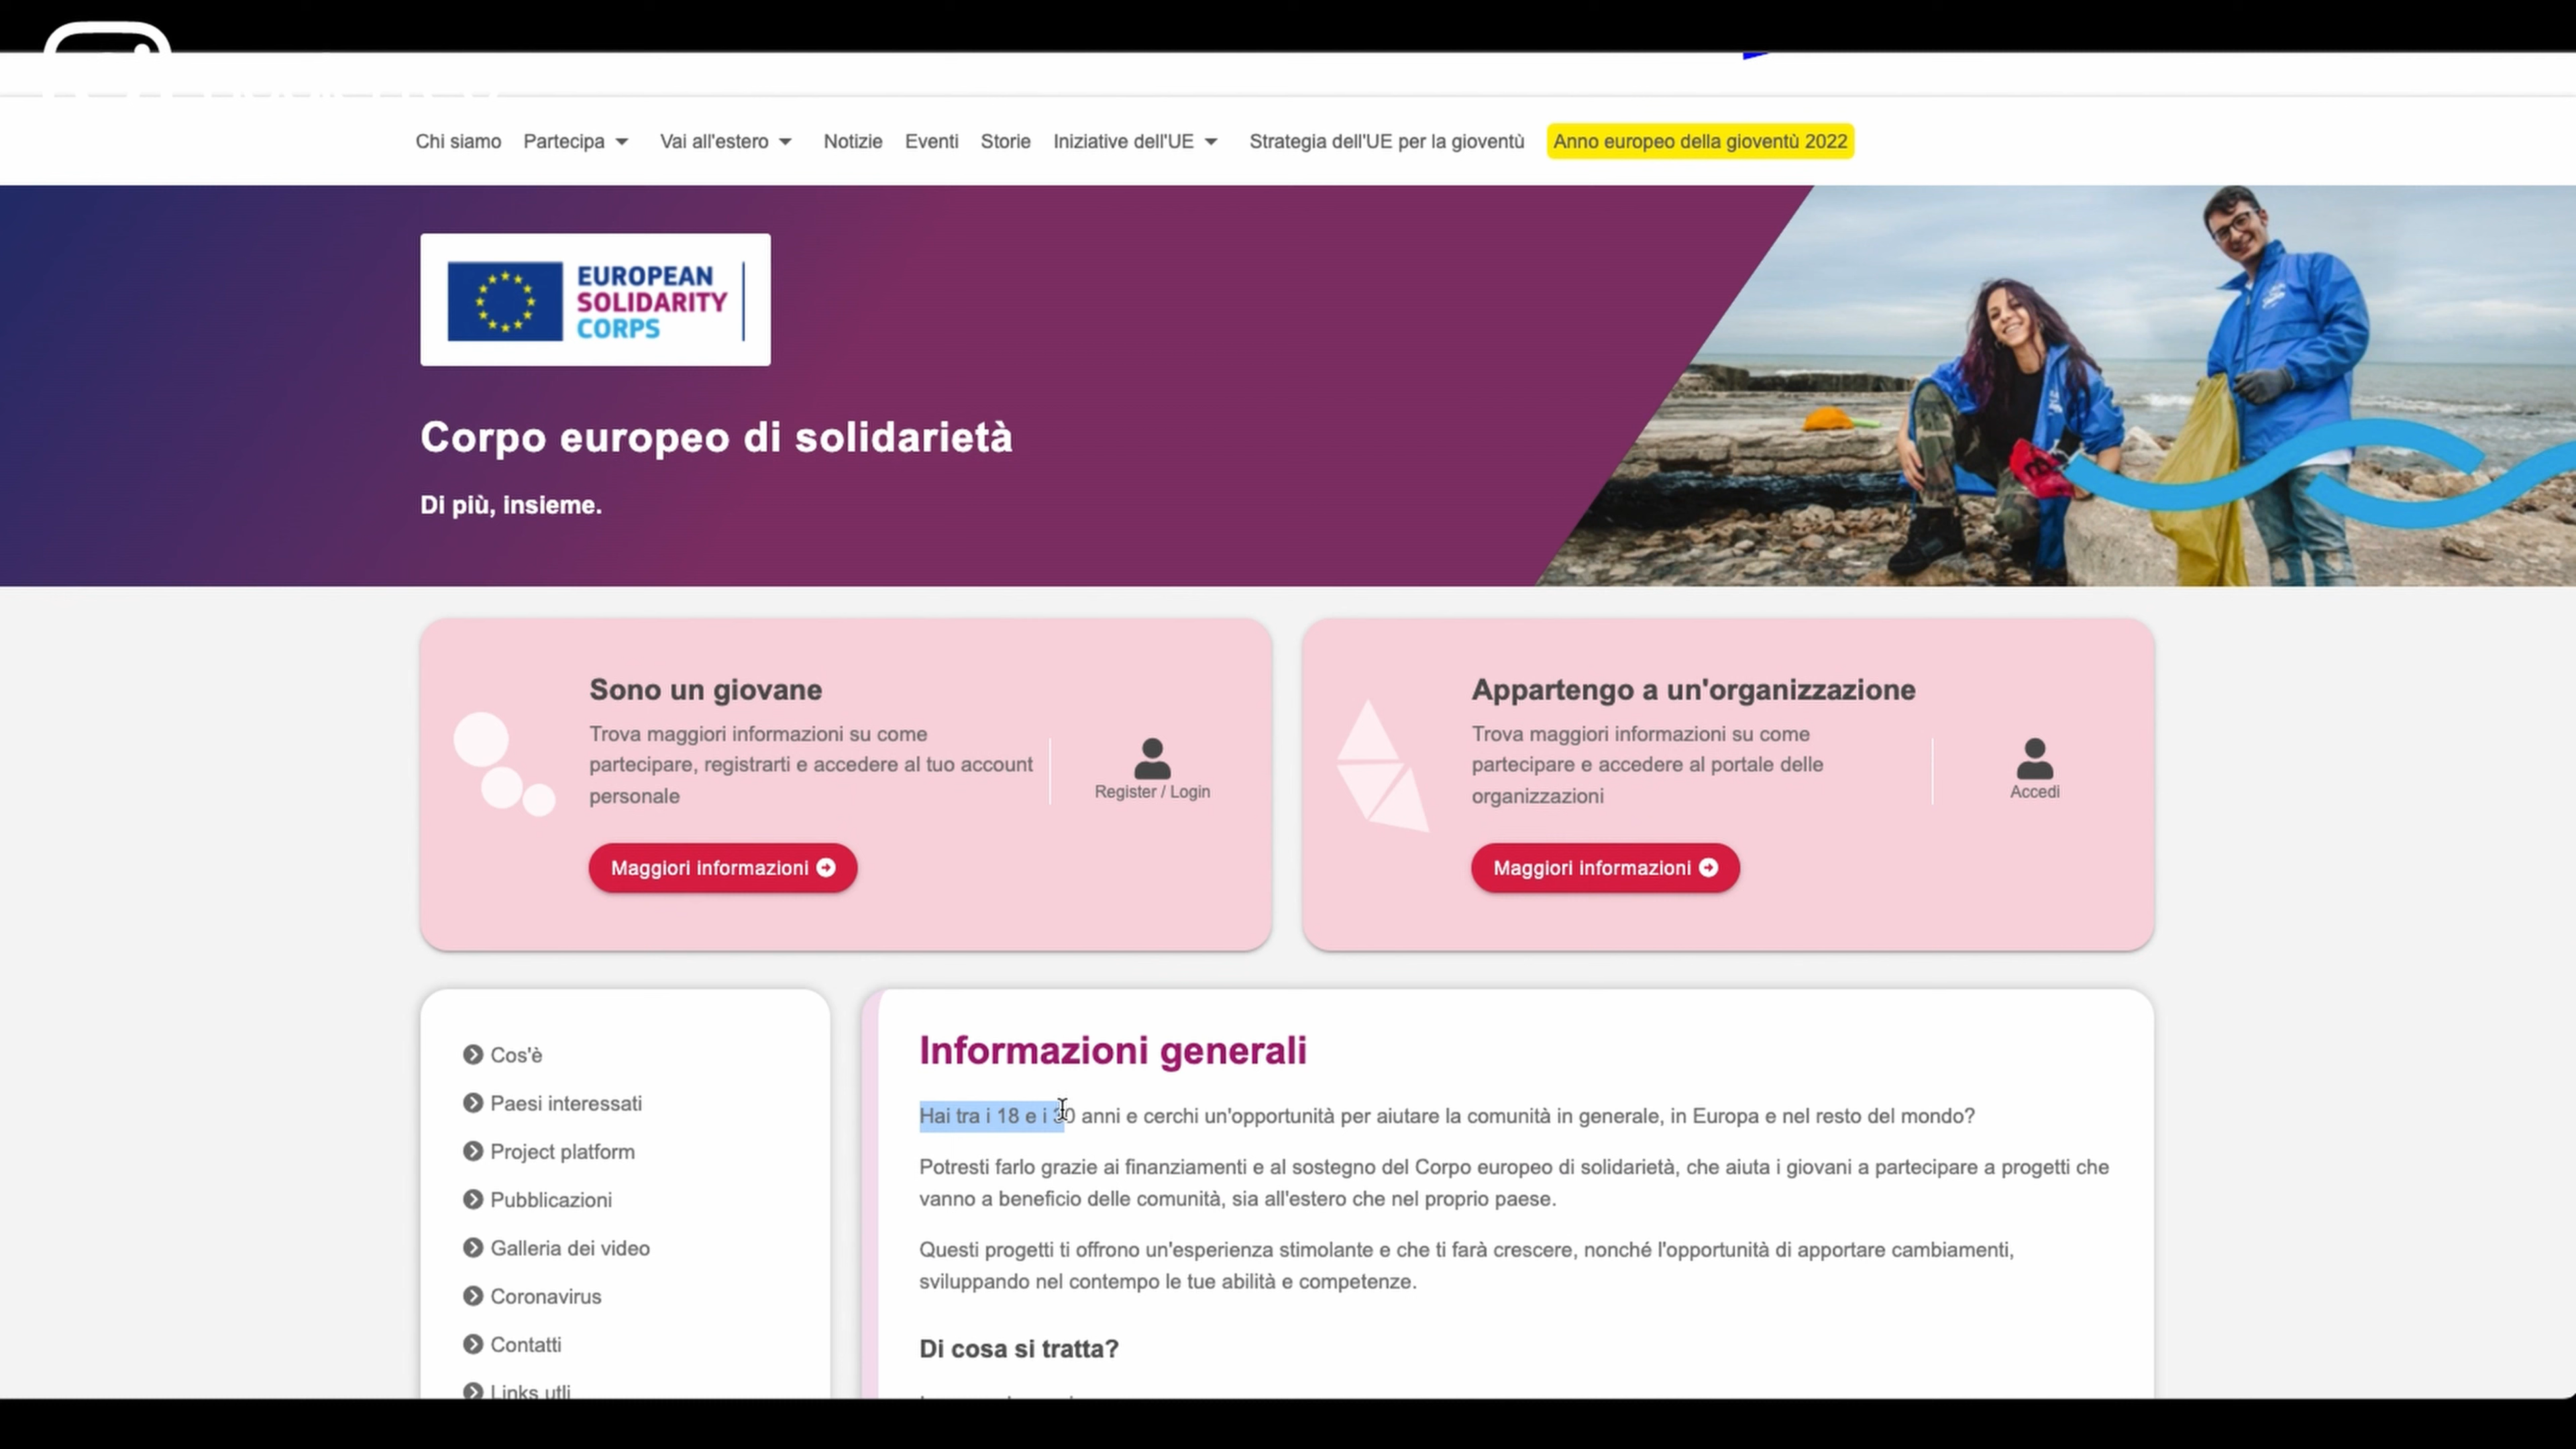 Chi siamo Partecipa Vai all'estero Notizie Eventi Storie Iniziative dell'UE Strategia dell'UE per la gioventù Anno europeo della gioventù 2022
EUROPEAN
SOLIDARITY
CORPS
Corpo europeo di solidarietà
Di più, insieme.
Sono un giovane
Trova maggiori informazioni su come
partecipare, registrarti e accedere al tuo account
personale
Register / Login
Maggiori informazioni
Appartengo a un'organizzazione
Trova maggiori informazioni su come
partecipare e accedere al portale delle
organizzazioni
Accedi
Maggiori informazioni
Cos'è
Paesi interessati
Project platform
Pubblicazioni
Galleria dei video
Coronavirus
Contatti
Links utli
Informazioni generali
Hai tra i 18 e i 30 anni e cerchi un'opportunità per aiutare la comunità in generale, in Europa e nel resto del mondo?
Potresti farlo grazie ai finanziamenti e al sostegno del Corpo europeo di solidarietà, che aiuta i giovani a partecipare a progetti che
vanno a beneficio delle comunità, sia all'estero che nel proprio paese.
Questi progetti ti offrono un'esperienza stimolante e che ti farà crescere, nonché l'opportunità di apportare cambiamenti,
sviluppando nel contempo le tue abilità e competenze.
Di cosa si tratta?